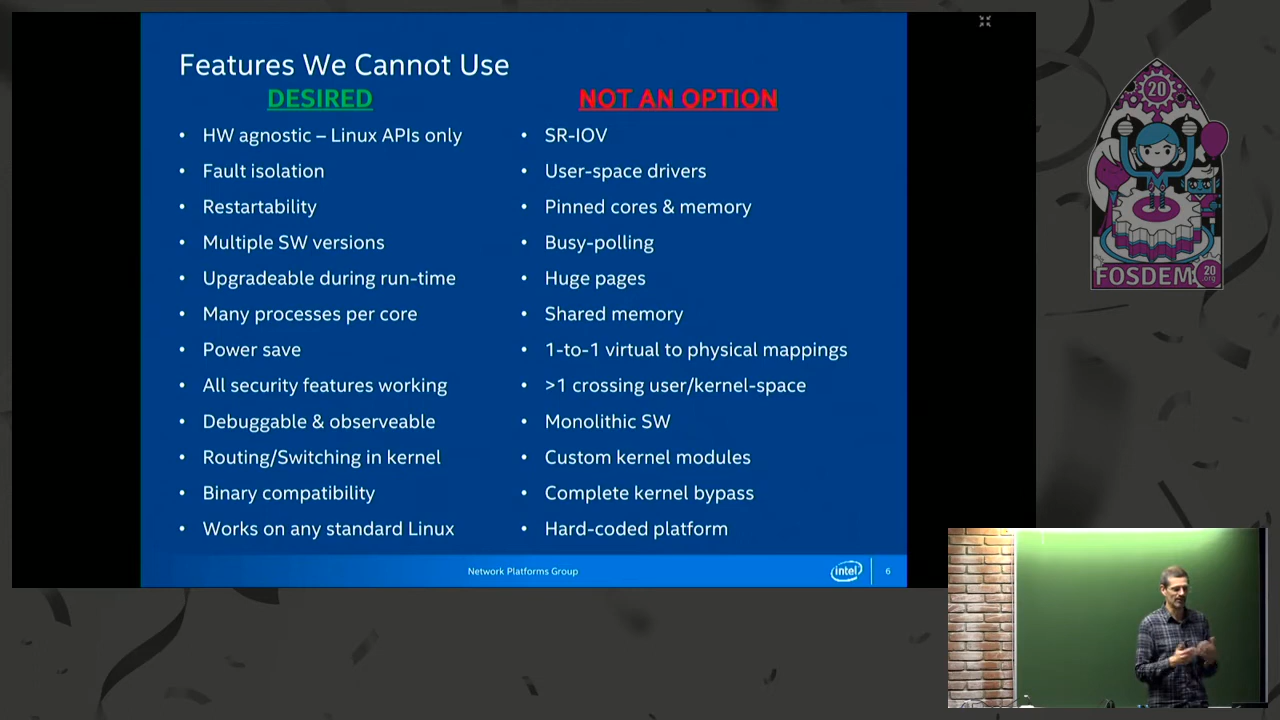 Features We Cannot Use
DESIRED
• HW agnostic – Linux APIs only
• Fault isolation
• Restartability
• Multiple SW versions
• Upgradeable during run-time
• Many processes per core
• Power save
• All security features working
• Debuggable & observeable
• Routing/Switching in kernel
• Binary compatibility
• Works on any standard Linux
NOT AN OPTION
• SR-IOV
• User-space drivers
• Pinned cores & memory
• Busy-polling
• Huge pages
• Shared memory
• 1-to-1 virtual to physical mappings
• >1 crossing user/kernel-space
• Monolithic SW
• Custom kernel modules
• Complete kernel bypass
• Hard-coded platform
Network Platforms Group
intel
6
20
FOSDEM
20
.org